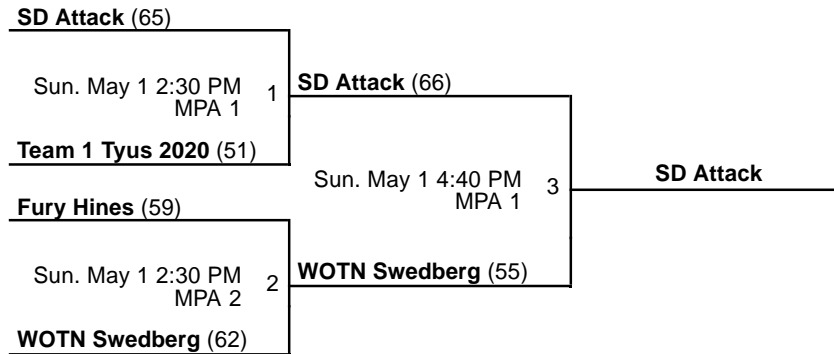 SD Attack (65)
Sun. May 1 2:30 PM
MPA 1
1
Team 1 Tyus 2020 (51)
SD Attack (66)
Sun. May 1 4:40 PM
MPA 1
3
SD Attack
Fury Hines (59)
Sun. May 1 2:30 PM
MPA 2
2
WOTN Swedberg (62)
WOTN Swedberg (55)